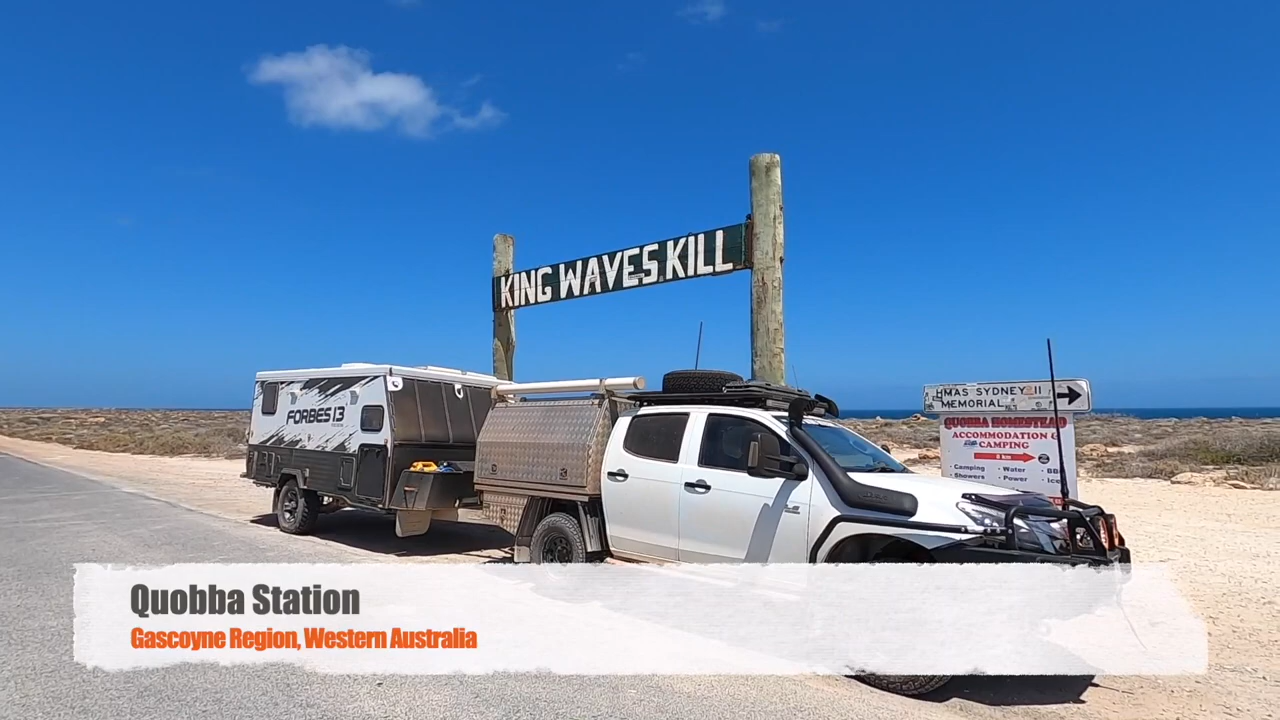 KING WAVES KILL
FORBES 13
HMAS SYDNEY II
MEMORIAL
QUOBBA HOMESTEAD
ACCOMMODATION &
CAMPING
8 km
· Camping · Water · BBQ
· Showers · Power · Ice
Quobba Station
Gascoyne Region, Western Australia